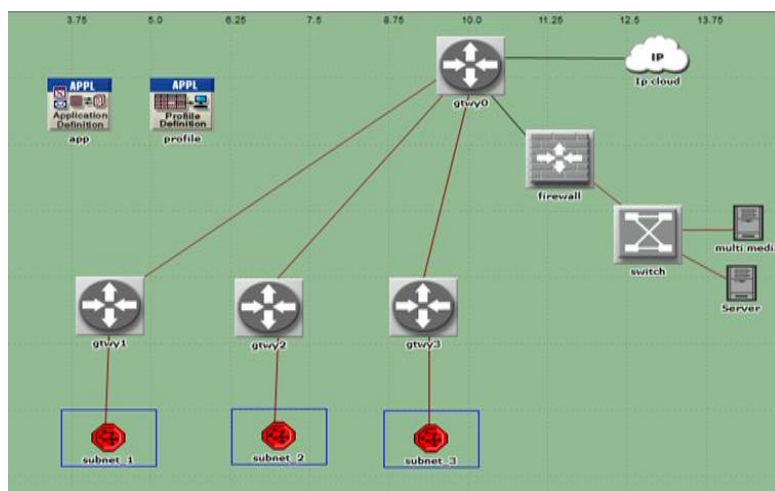 3.75 5.0 6.25 7.5 8.75 10.0 11.25 12.5 13.75
IP
Ip cloud
gtwy0
APPL
Application
Definition
app
APPL
Profile
Definition
profile
firewall
switch
multi medi
Server
gtwy1
gtwy2
gtwy3
subnet_1
subnet_2
subnet_3